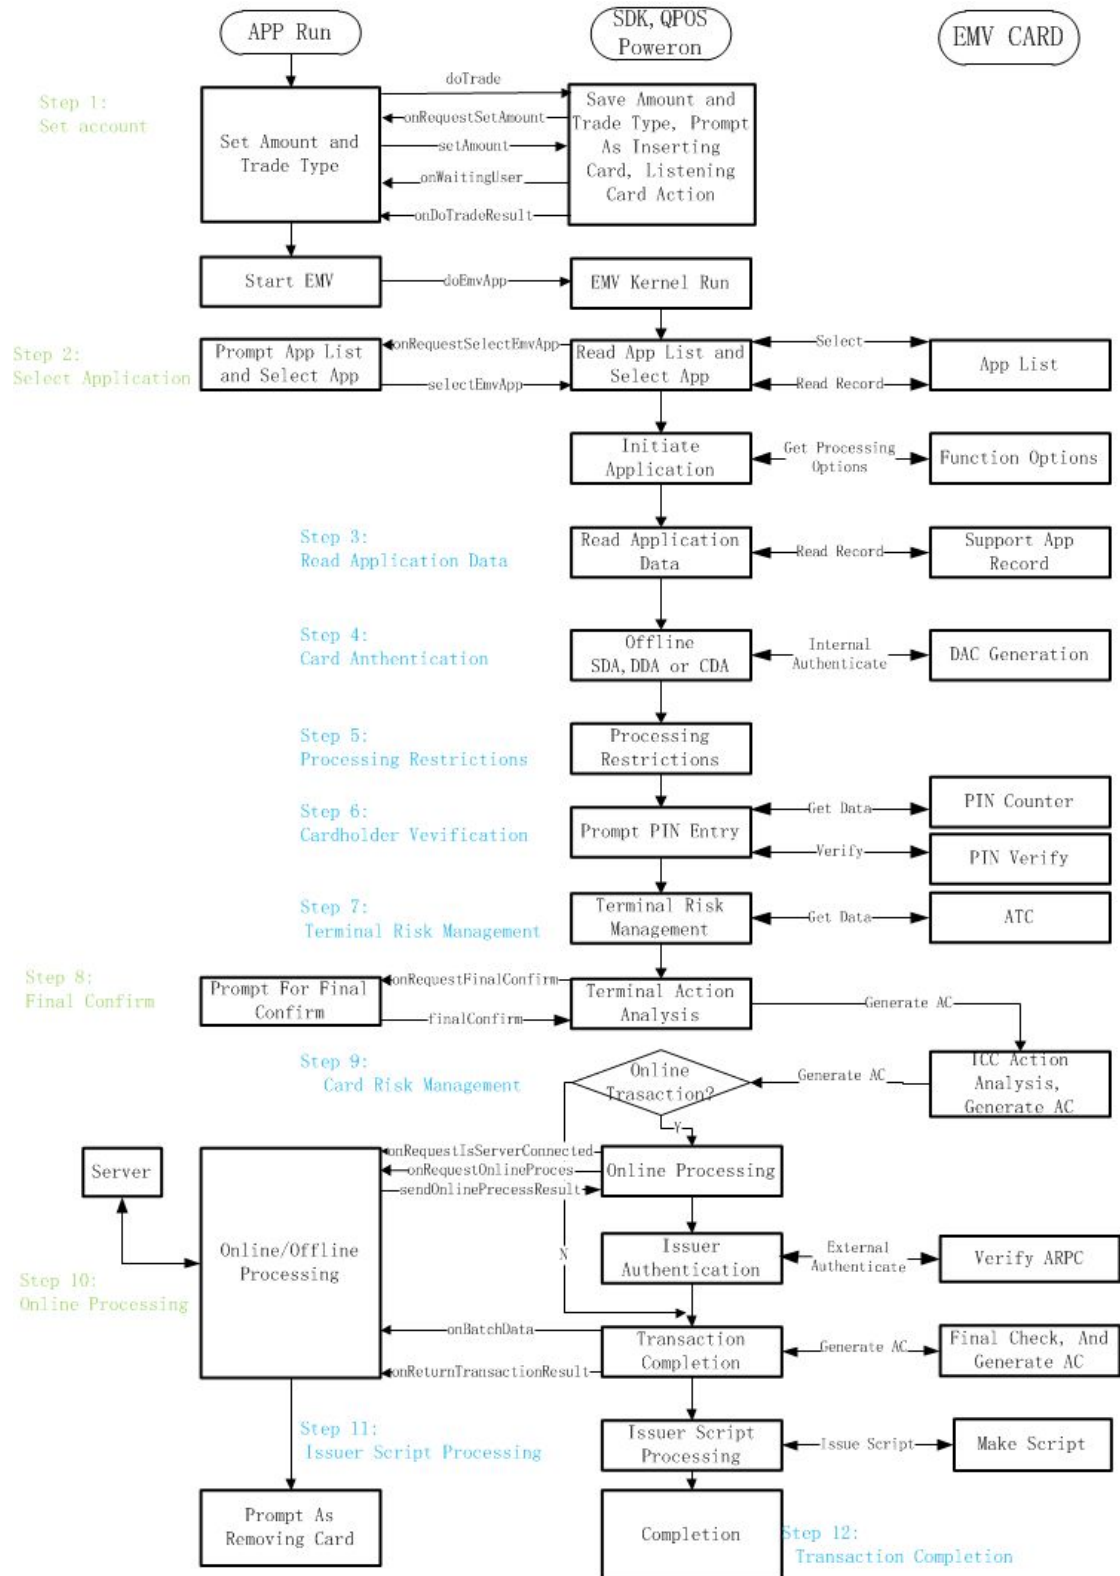 APP Run
SDK,QPOS
Poweron
EMV CARD
Step 1:
Set account
Set Amount and
Trade Type
doTrade
onRequestSetAmount
setAmount
onWaitingUser
onDoTradeResult
Save Amount and
Trade Type, Prompt
As Inserting
Card, Listening
Card Action
Start EMV
doEmvApp
EMV Kernel Run
Step 2:
Select Application
Prompt App List
and Select App
onRequestSelectEmvApp
selectEmvApp
Read App List and
Select App
Select
Read Record
App List
Initiate
Application
Get Processing
Options
Function Options
Step 3:
Read Application Data
Read Application
Data
Read Record
Support App
Record
Step 4:
Card Anthentication
Offline
SDA,DDA or CDA
Internal
Authenticate
DAC Generation
Step 5:
Processing Restrictions
Processing
Restrictions
Step 6:
Cardholder Vevification
Prompt PIN Entry
Get Data
Verify
PIN Counter
PIN Verify
Step 7:
Terminal Risk Management
Terminal Risk
Management
Get Data
ATC
Step 8:
Final Confirm
Prompt For Final
Confirm
onRequestFinalConfirm
finalConfirm
Terminal Action
Analysis
Generate AC
Step 9:
Card Risk Management
Online
Trasaction?
Generate AC
ICC Action
Analysis,
Generate AC
Y
N
Server
onRequestIsServerConnected
onRequestOnlineProces
sendOnlinePrecessResult
Online Processing
Online/Offline
Processing
Issuer
Authentication
External
Authenticate
Verify ARPC
Step 10:
Online Processing
onBatchData
onReturnTransactionResult
Transaction
Completion
Generate AC
Final Check, And
Generate AC
Step 11:
Issuer Script Processing
Issuer Script
Processing
Issue Script
Make Script
Prompt As
Removing Card
Completion
Step 12:
Transaction Completion